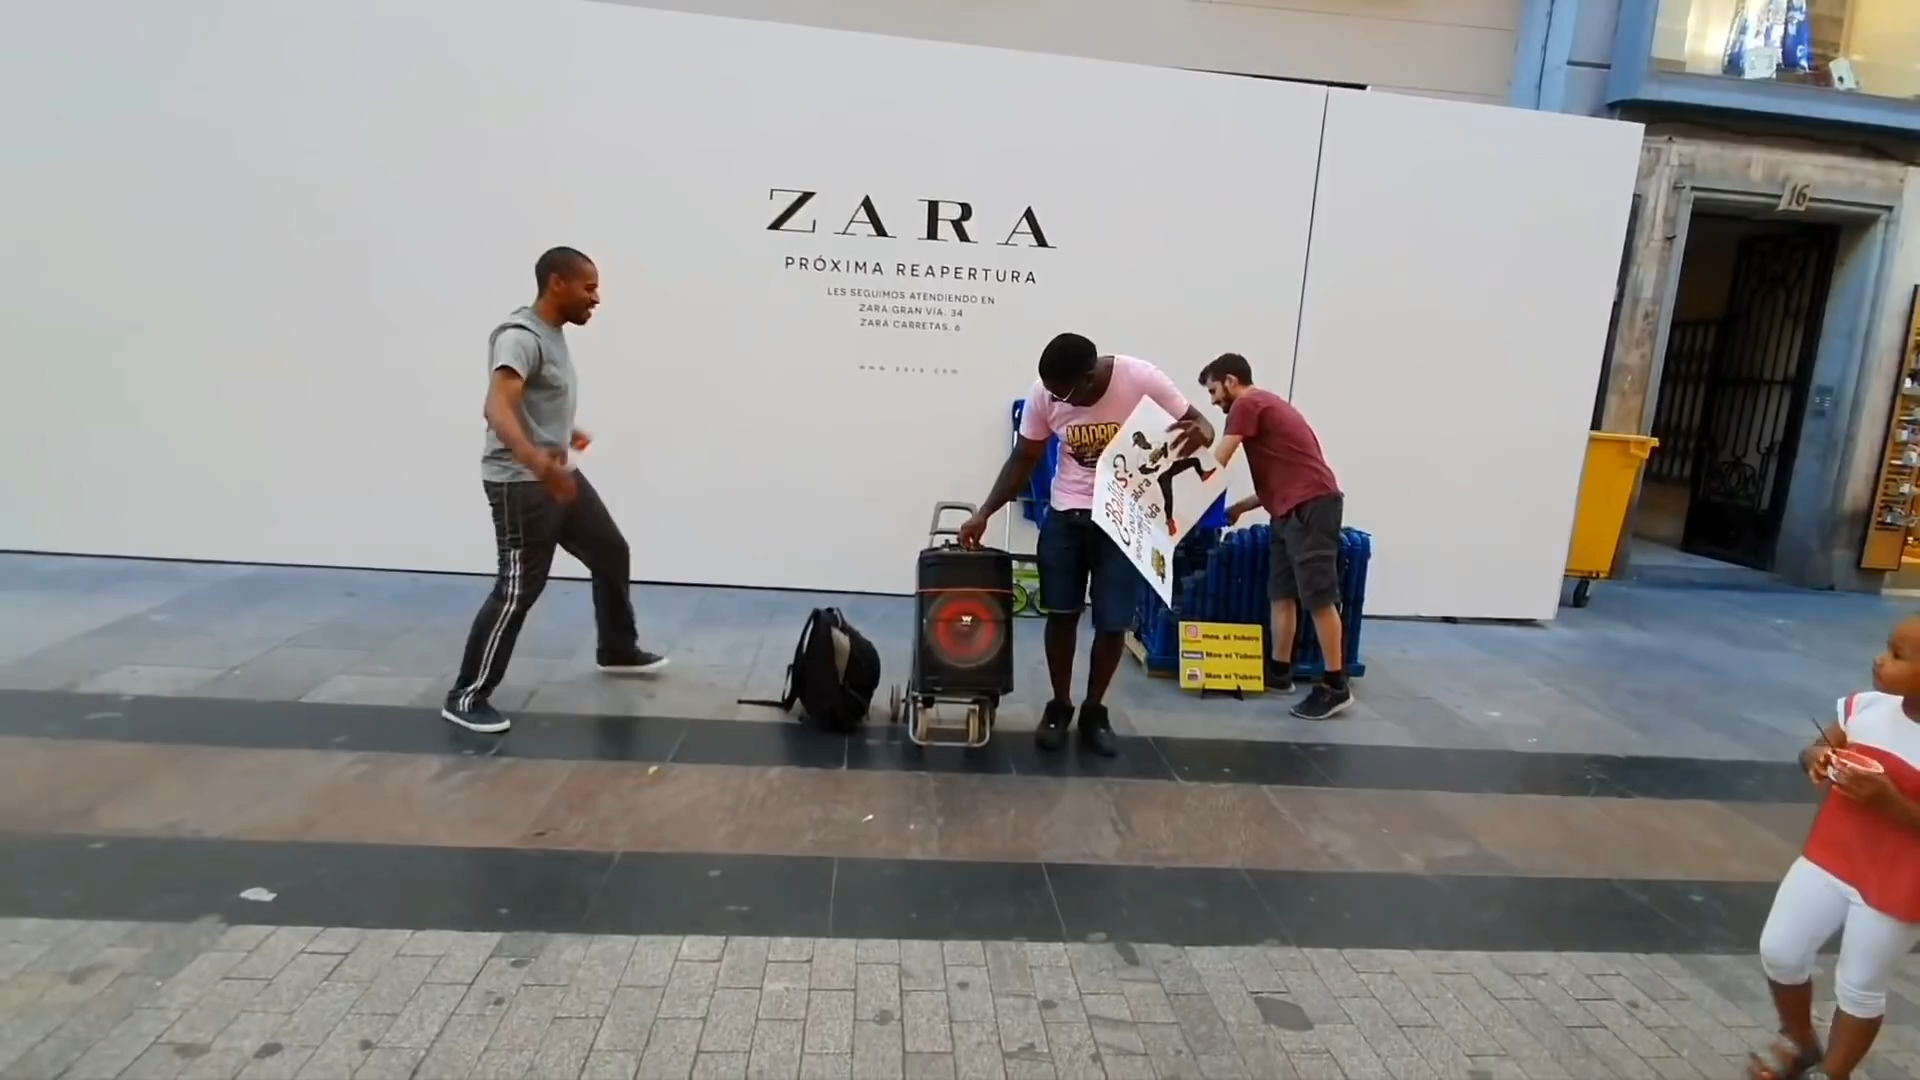 ZARA
PRÓXIMA REAPERTURA
LES SEGUIMOS ATENDIENDO EN
ZARA GRAN VÍA, 34
ZARA CARRETAS, 6
www.zara.com
16
MADRID
¿Bailas?
W
moe.el tubero
Moe el Tubero
Moe el Tubero